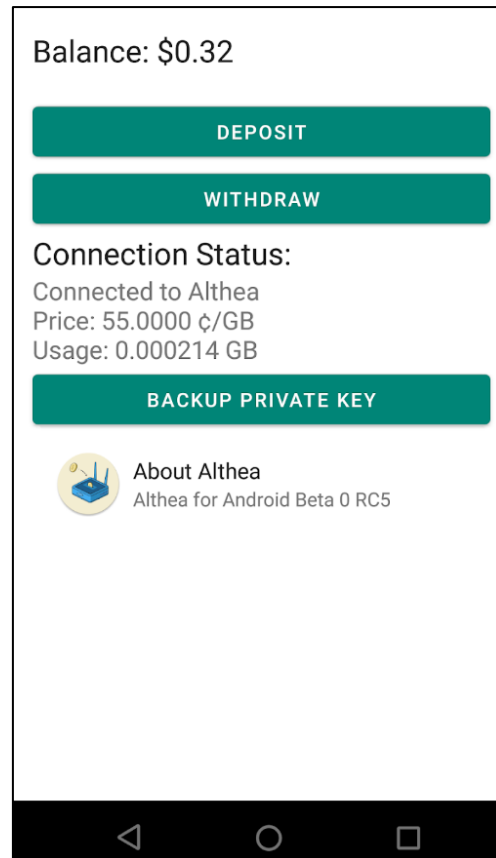 Balance: $0.32
DEPOSIT
WITHDRAW
Connection Status:
Connected to Althea
Price: 55.0000 ¢/GB
Usage: 0.000214 GB
BACKUP PRIVATE KEY
About Althea
Althea for Android Beta 0 RC5